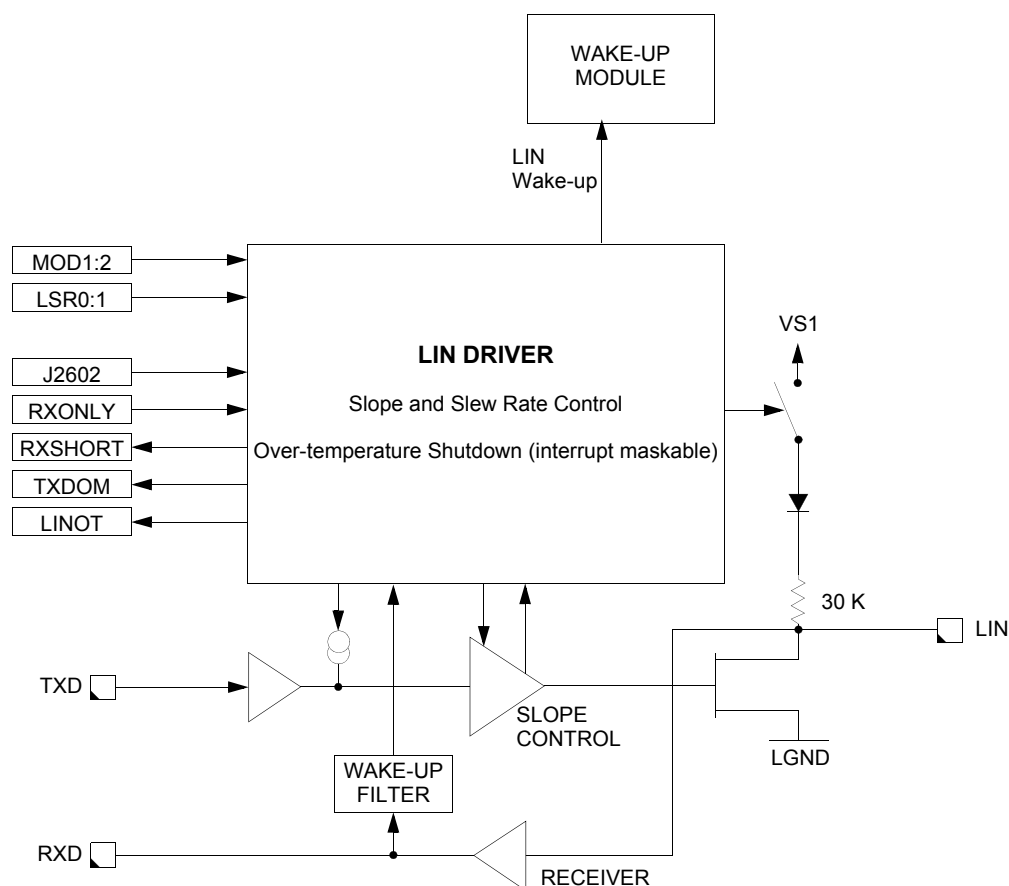 WAKE-UP
MODULE
LIN
Wake-up
MOD1:2
LSR0:1
VS1
LIN DRIVER
J2602
Slope and Slew Rate Control
RXONLY
RXSHORT
Over-temperature Shutdown (interrupt maskable)
TXDOM
LINOT
30 K
LIN
TXD
SLOPE
CONTROL
LGND
WAKE-UP
FILTER
RXD
RECEIVER